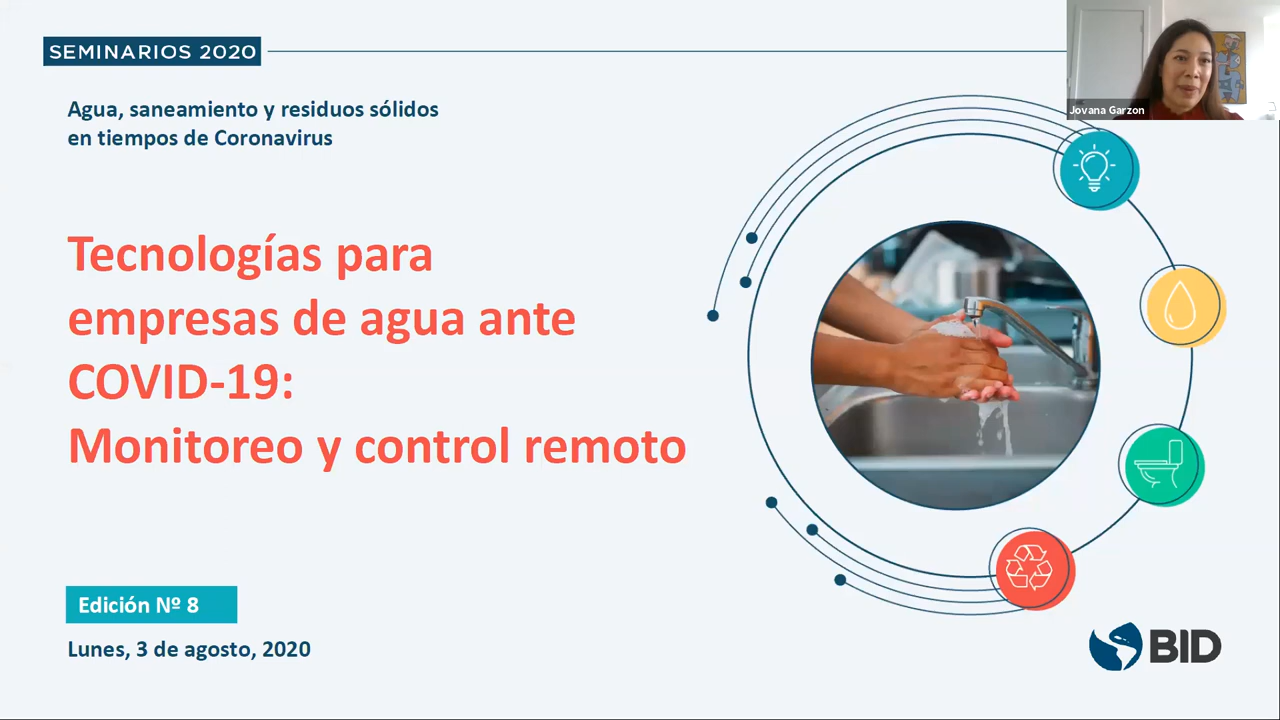 SEMINARIOS 2020
Agua, saneamiento y residuos sólidos
en tiempos de Coronavirus
Jovana Garzon
Tecnologías para
empresas de agua ante
COVID-19:
Monitoreo y control remoto
Edición Nº 8
Lunes, 3 de agosto, 2020
BID